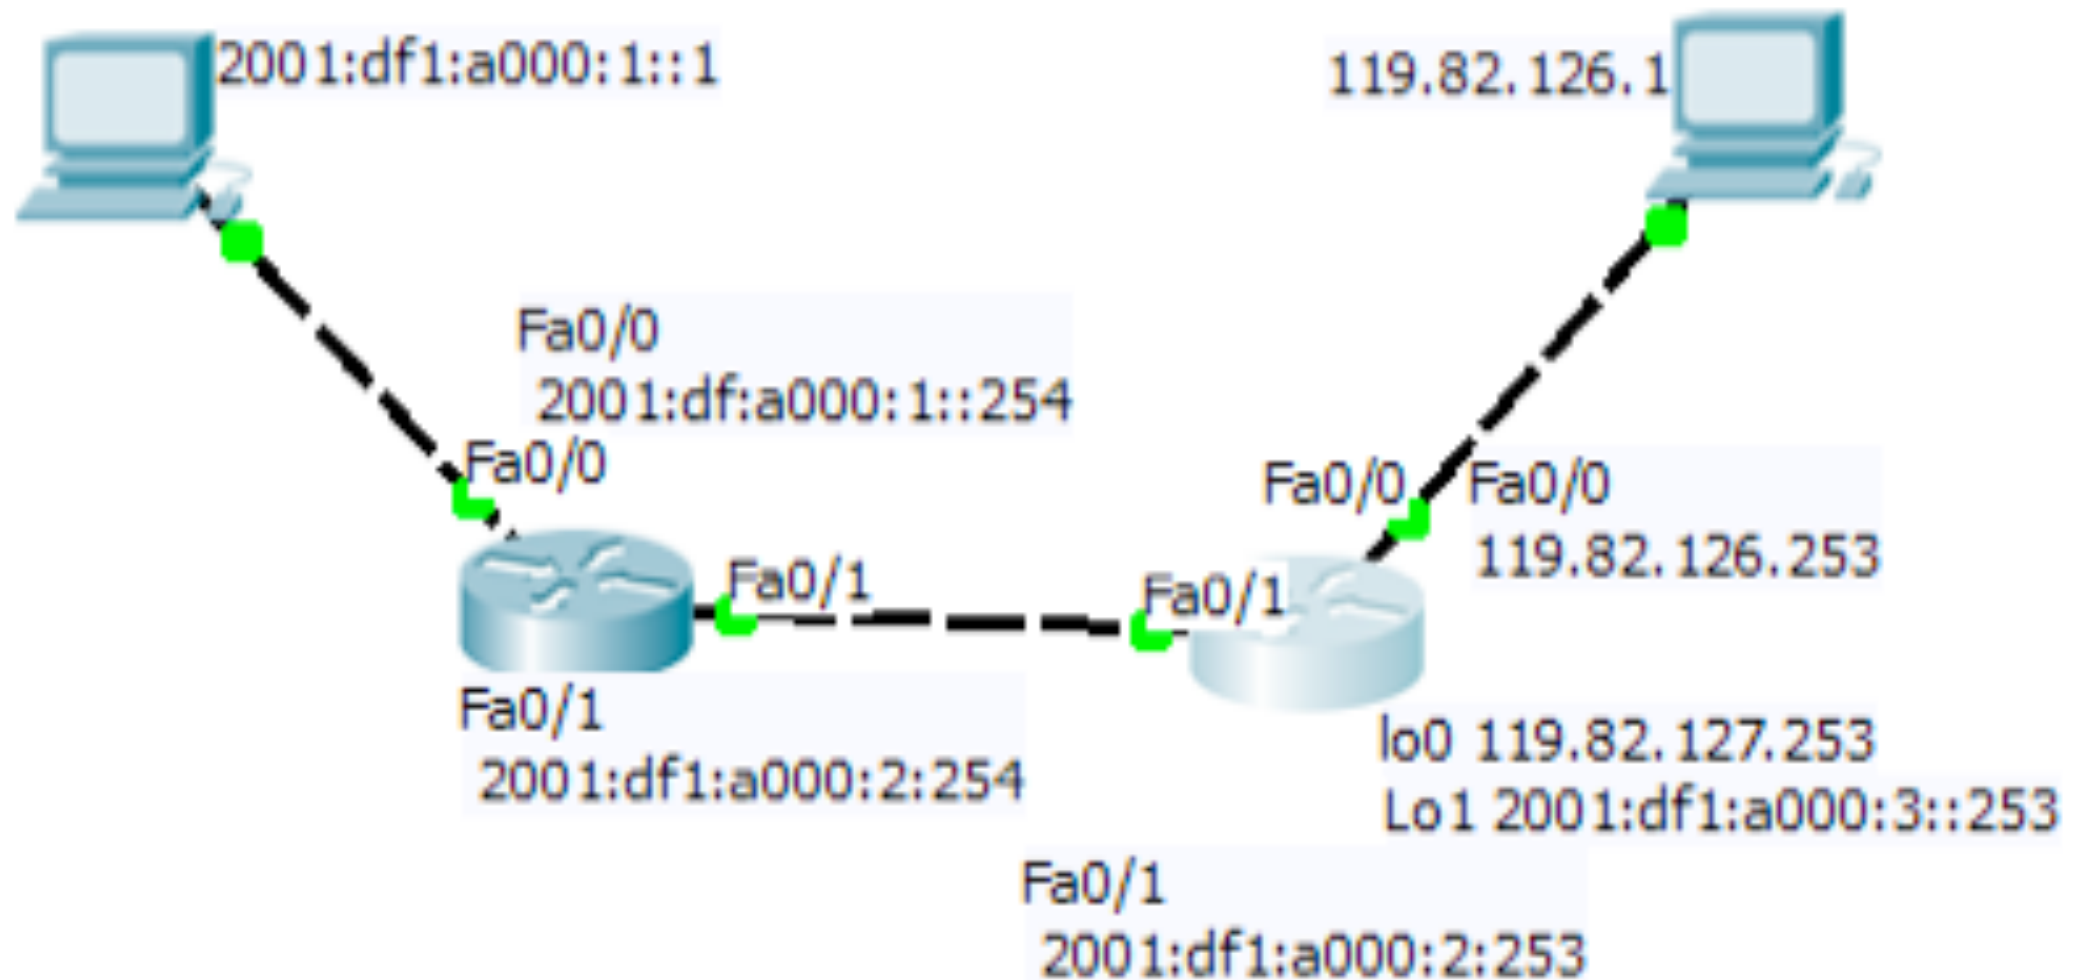 2001:df1:a000:1::1
119.82.126.1
Fa0/0
2001:df:a000:1::254
Fa0/0
Fa0/0
Fa0/0
119.82.126.253
Fa0/1
Fa0/1
Fa0/1
2001:df1:a000:2:254
lo0 119.82.127.253
Lo1 2001:df1:a000:3::253
Fa0/1
2001:df1:a000:2:253